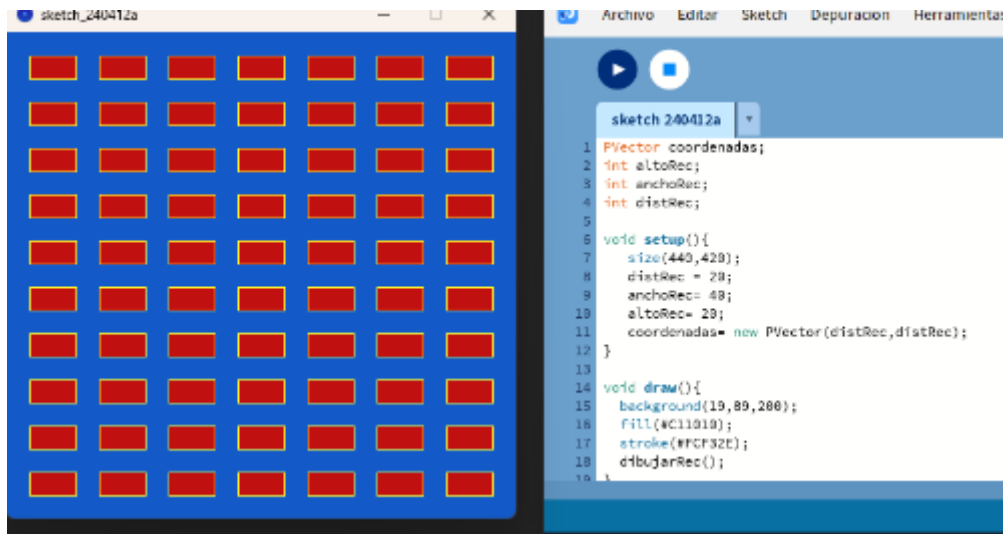 sketch_240412a
Archivo Editar Sketch Depuración Herramientas
sketch 240412a
1 PVector coordenadas;
2 int altoRec;
3 int anchoRec;
4 int distRec;
5
6 void setup(){
7 size(440,420);
8 distRec = 20;
9 anchoRec= 40;
10 altoRec= 20;
11 coordenadas= new PVector(distRec,distRec);
12 }
13
14 void draw(){
15 background(19,89,200);
16 fill(#C11010);
17 stroke(#FCF32E);
18 dibujarRec();
19 }